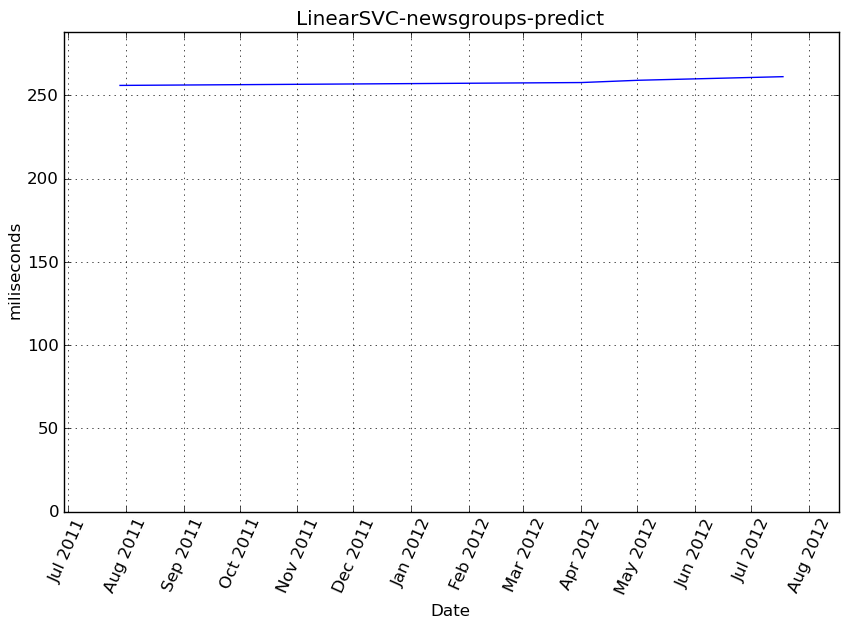 LinearSVC-newsgroups-predict
miliseconds
250
200
150
100
50
0
Jul 2011
Aug 2011
Sep 2011
Oct 2011
Nov 2011
Dec 2011
Jan 2012
Feb 2012
Mar 2012
Apr 2012
May 2012
Jun 2012
Jul 2012
Aug 2012
Date